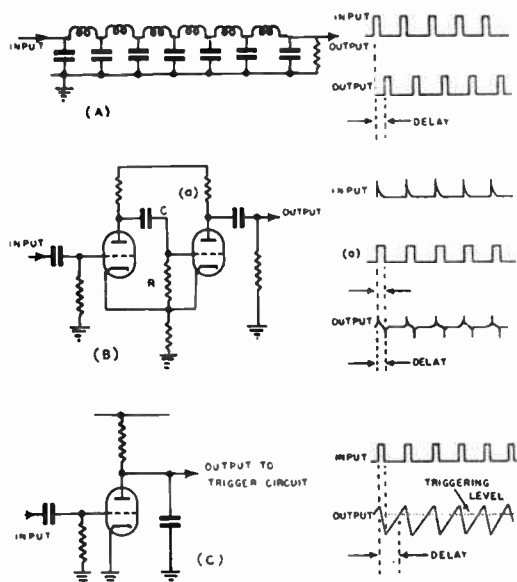 INPUT
OUTPUT
(A)
INPUT
OUTPUT
DELAY
(a)
C
OUTPUT
INPUT
R
(B)
INPUT
(a)
OUTPUT
DELAY
OUTPUT TO
TRIGGER CIRCUIT
INPUT
(C)
INPUT
TRIGGERING
LEVEL
OUTPUT
DELAY